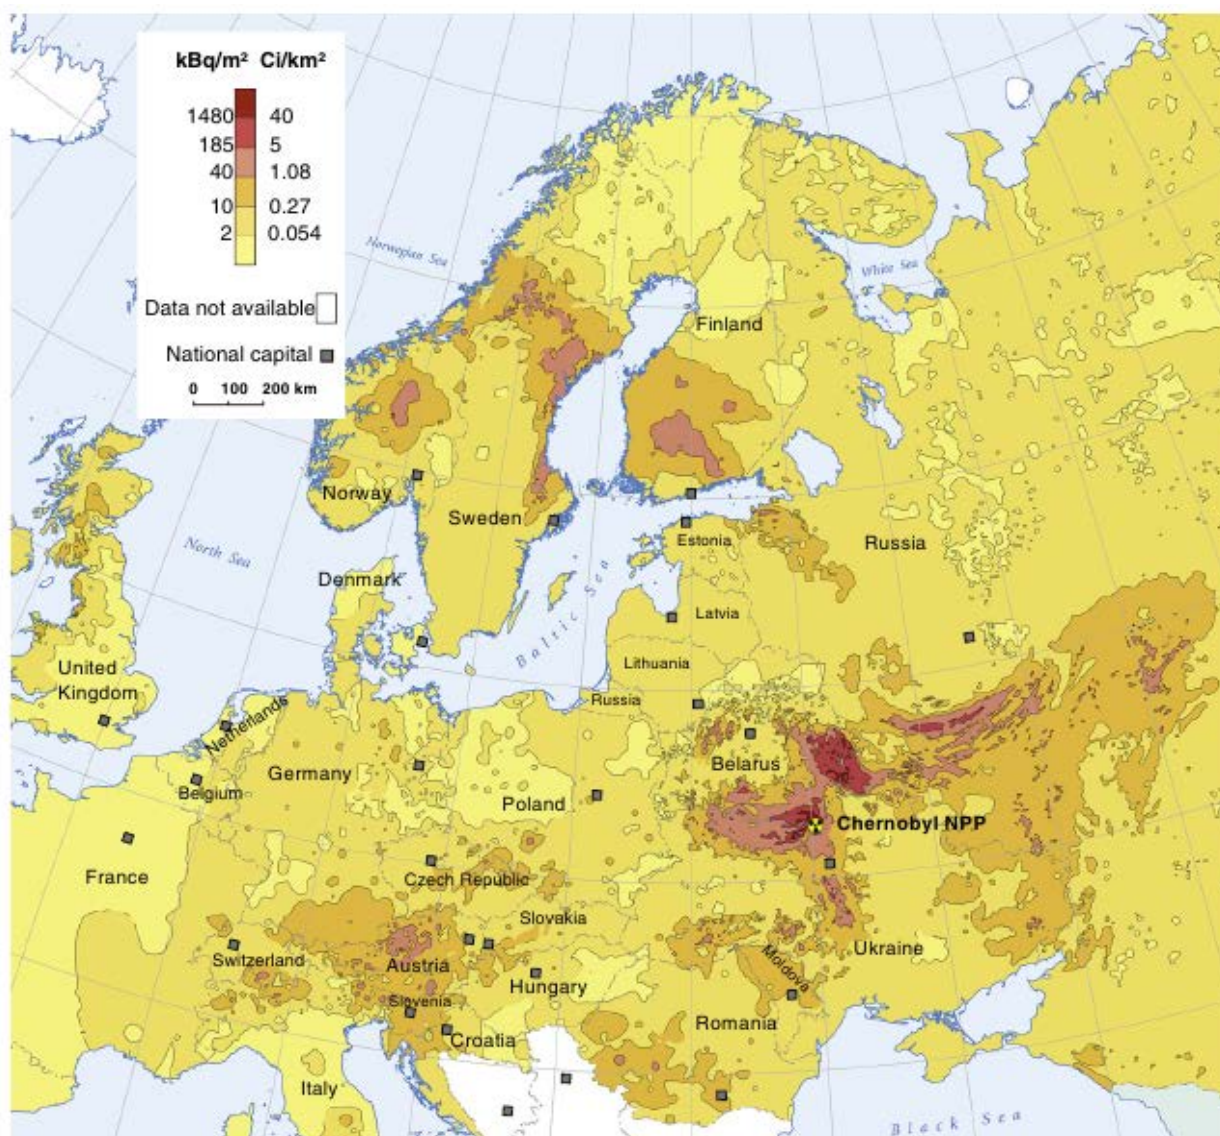 kBq/m² Ci/km²
1480 40
185 5
40 1.08
10 0.27
2 0.054
Data not available
National capital
0 100 200 km
Norwegian Sea
White Sea
Finland
Norway
Sweden
North Sea
Estonia
Russia
Denmark
Baltic Sea
Latvia
United
Kingdom
Lithuania
Russia
Netherlands
Germany
Belarus
Belgium
Poland
Chernobyl NPP
France
Czech Republic
Slovakia
Ukraine
Switzerland
Austria
Moldova
Hungary
Slovenia
Romania
Croatia
Italy
Black Sea